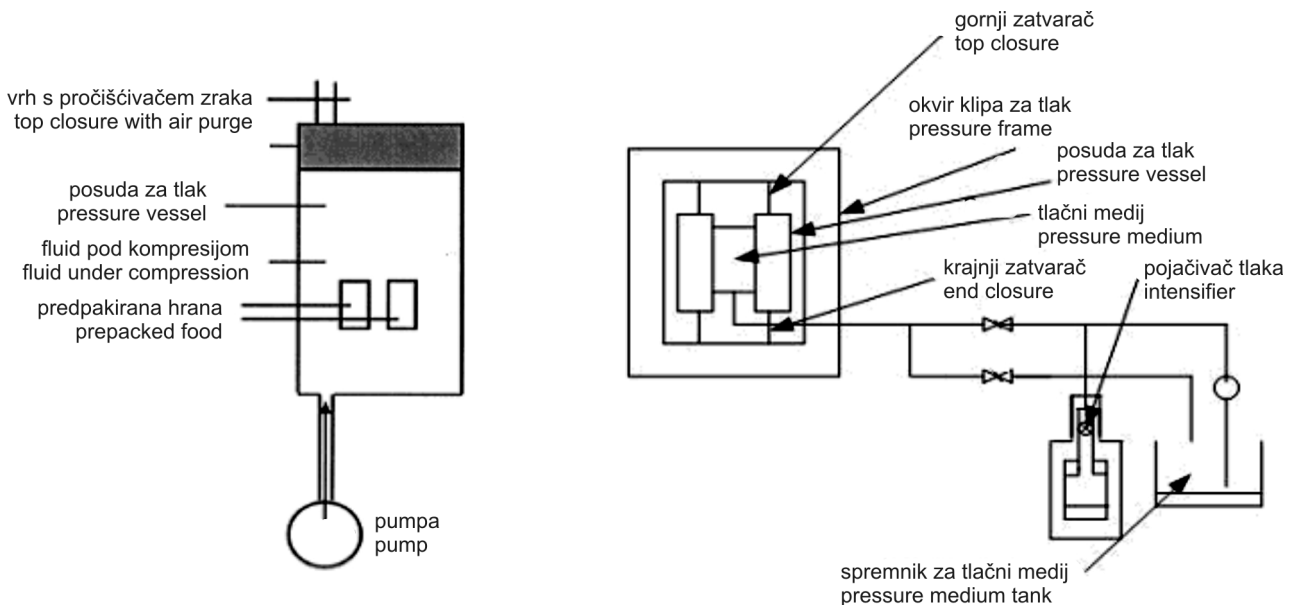 vrh s pročišćivačem zraka
top closure with air purge
posuda za tlak
pressure vessel
fluid pod kompresijom
fluid under compression
predpakirana hrana
prepacked food
pumpa
pump
gornji zatvarač
top closure
okvir klipa za tlak
pressure frame
posuda za tlak
pressure vessel
tlačni medij
pressure medium
krajnji zatvarač
end closure
pojačivač tlaka
intensifier
spremnik za tlačni medij
pressure medium tank